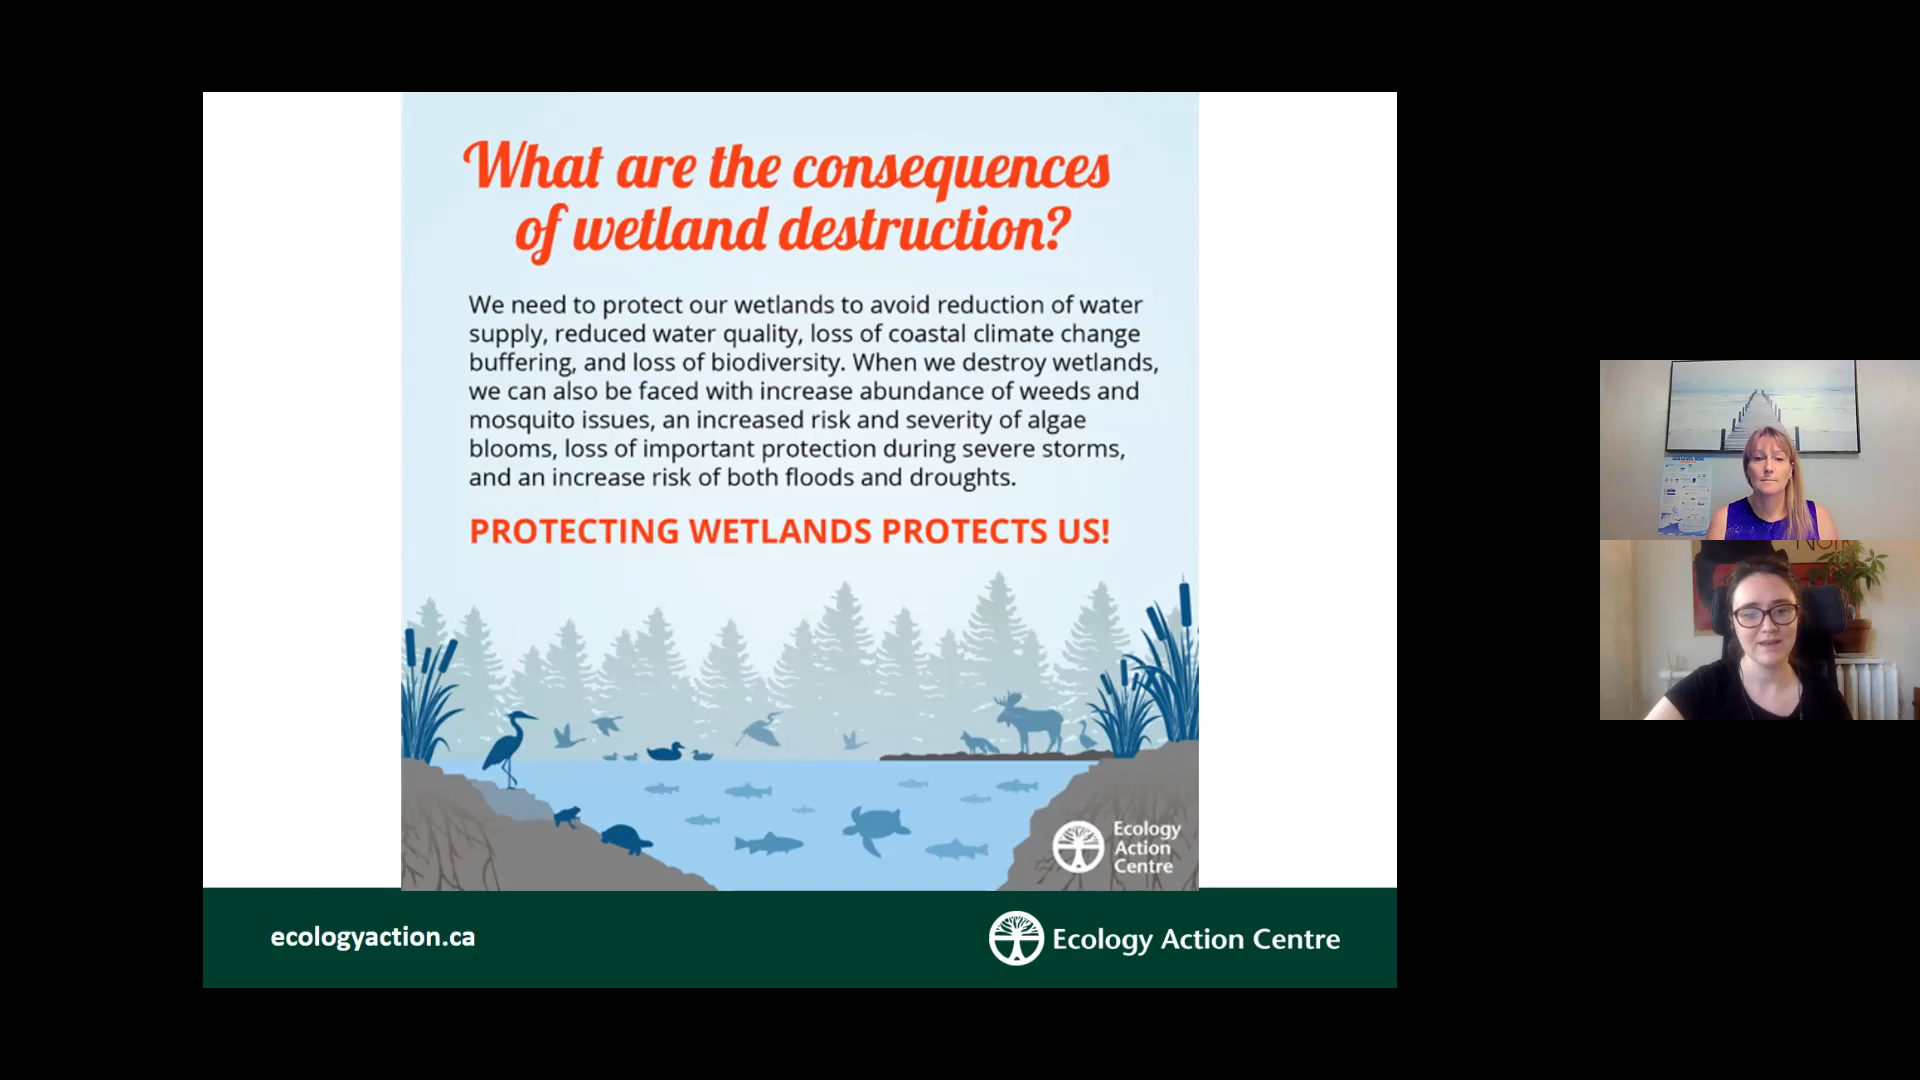 What are the consequences
of wetland destruction?
We need to protect our wetlands to avoid reduction of water
supply, reduced water quality, loss of coastal climate change
buffering, and loss of biodiversity. When we destroy wetlands,
we can also be faced with increase abundance of weeds and
mosquito issues, an increased risk and severity of algae
blooms, loss of important protection during severe storms,
and an increase risk of both floods and droughts.
PROTECTING WETLANDS PROTECTS US!
Ecology
Action
Centre
ecologyaction.ca
Ecology Action Centre